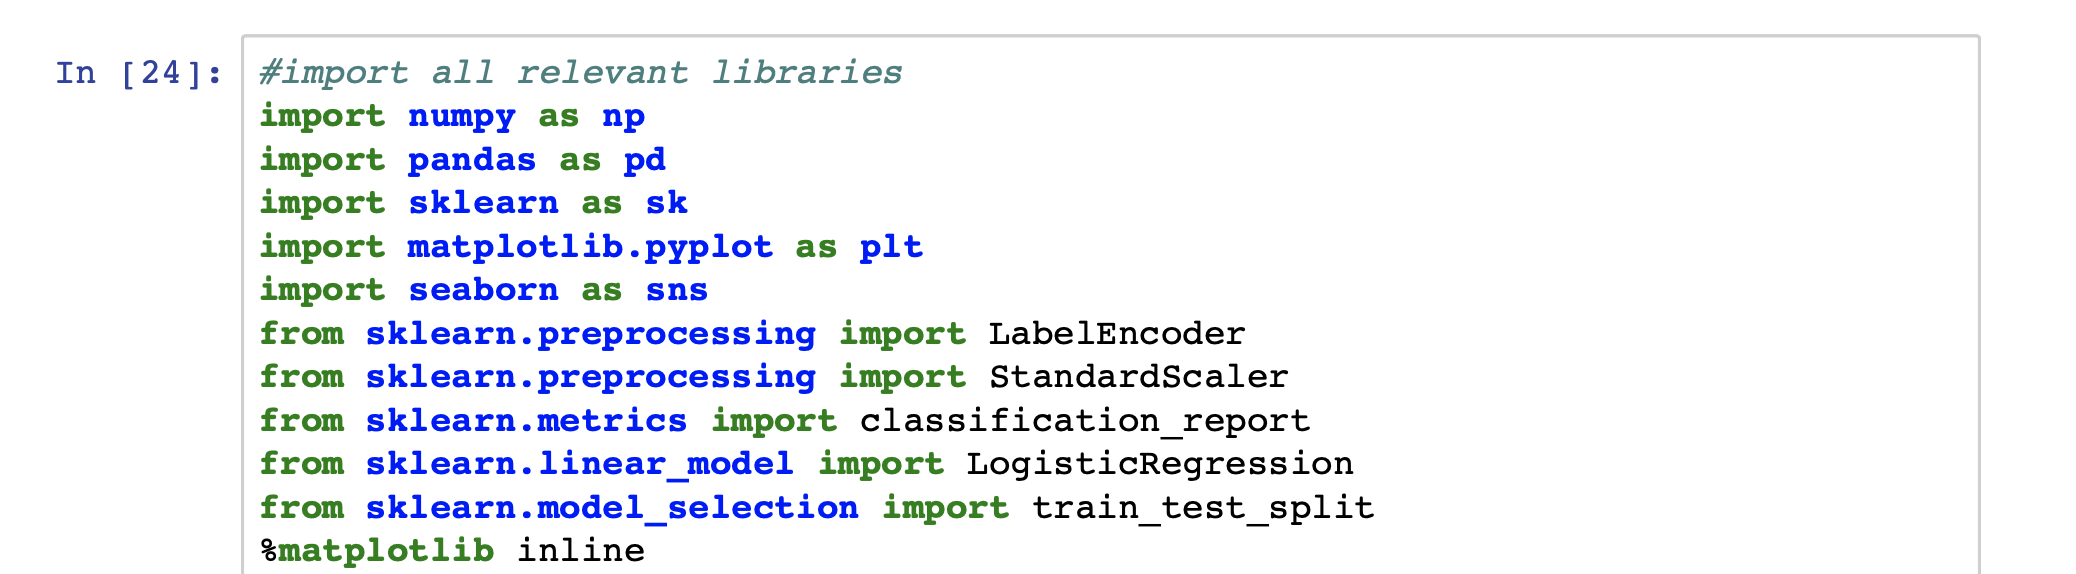 In [24]: #import all relevant libraries
import numpy as np
import pandas as pd
import sklearn as sk
import matplotlib.pyplot as plt
import seaborn as sns
from sklearn.preprocessing import LabelEncoder
from sklearn.preprocessing import StandardScaler
from sklearn.metrics import classification_report
from sklearn.linear_model import LogisticRegression
from sklearn.model_selection import train_test_split
%matplotlib inline